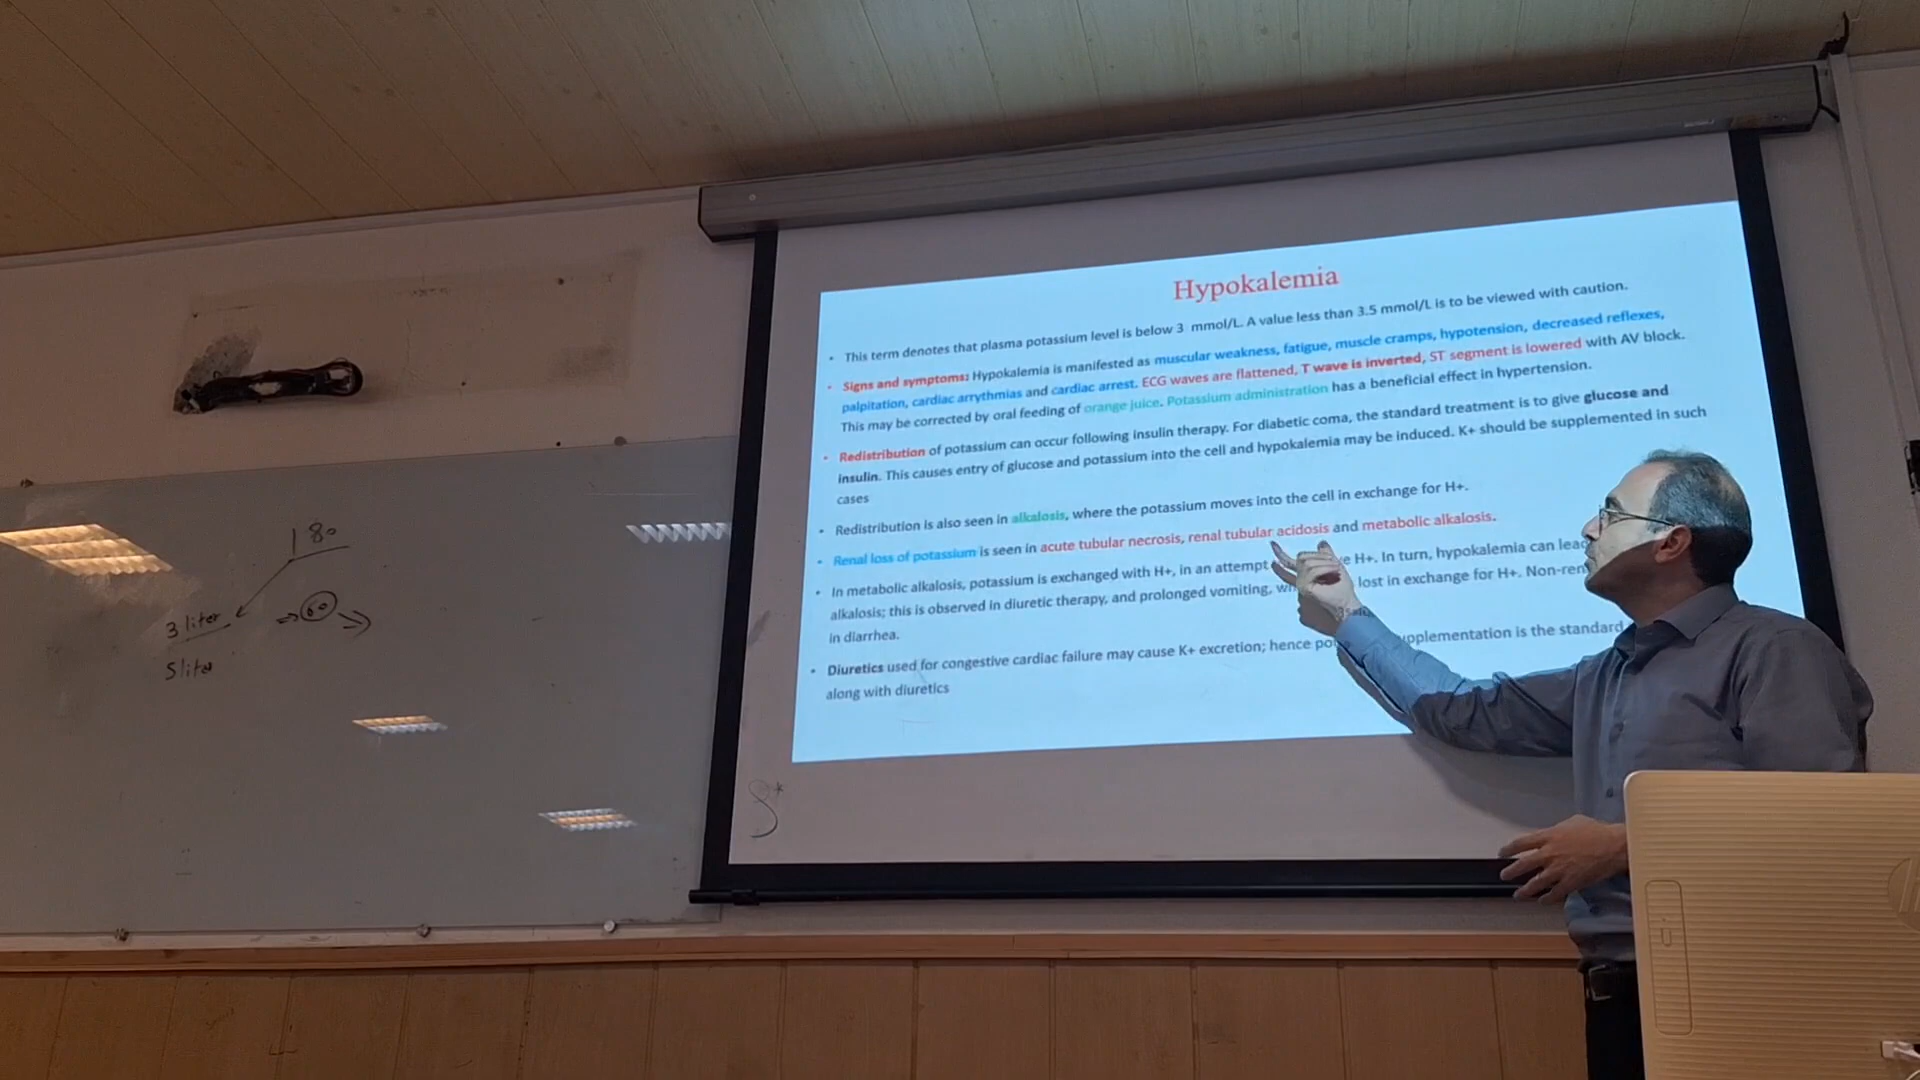 180
3 liter
60
5 liter
Hypokalemia
• This term denotes that plasma potassium level is below 3 mmol/L. A value less than 3.5 mmol/L is to be viewed with caution.
• Signs and symptoms: Hypokalemia is manifested as muscular weakness, fatigue, muscle cramps, hypotension, decreased reflexes,
palpitation, cardiac arrythmias and cardiac arrest. ECG waves are flattened, T wave is inverted, ST segment is lowered with AV block.
This may be corrected by oral feeding of orange juice. Potassium administration has a beneficial effect in hypertension.
• Redistribution of potassium can occur following insulin therapy. For diabetic coma, the standard treatment is to give glucose and
insulin. This causes entry of glucose and potassium into the cell and hypokalemia may be induced. K+ should be supplemented in such
cases
• Redistribution is also seen in alkalosis, where the potassium moves into the cell in exchange for H+.
• Renal loss of potassium is seen in acute tubular necrosis, renal tubular acidosis and metabolic alkalosis.
• In metabolic alkalosis, potassium is exchanged with H+, in an attempt H+. In turn, hypokalemia can lead
alkalosis; this is observed in diuretic therapy, and prolonged vomiting, lost in exchange for H+.
in diarrhea.
• Diuretics used for congestive cardiac failure may cause K+ excretion; hence supplementation is the standard
along with diuretics